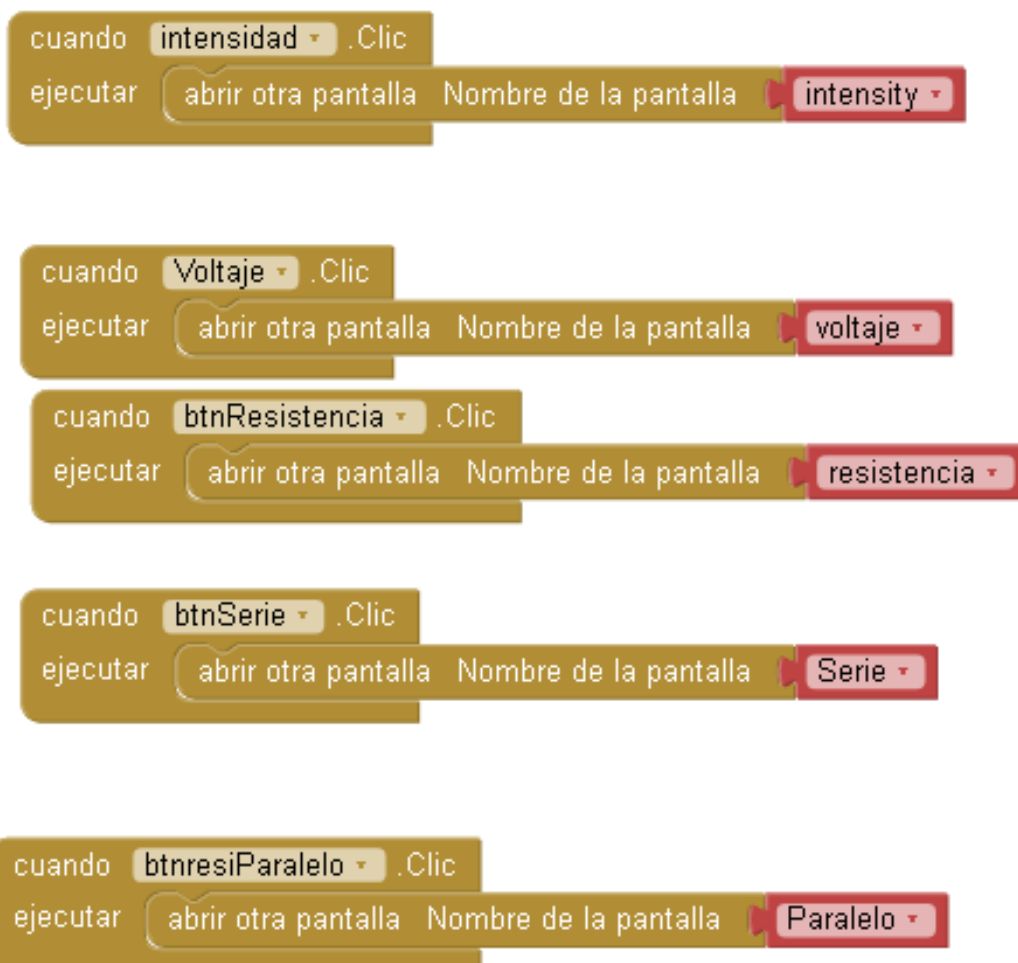 cuando intensidad .Clic
ejecutar abrir otra pantalla Nombre de la pantalla intensity
cuando Voltaje .Clic
ejecutar abrir otra pantalla Nombre de la pantalla voltaje
cuando btnResistencia .Clic
ejecutar abrir otra pantalla Nombre de la pantalla resistencia
cuando btnSerie .Clic
ejecutar abrir otra pantalla Nombre de la pantalla Serie
cuando btnresiParalelo .Clic
ejecutar abrir otra pantalla Nombre de la pantalla Paralelo